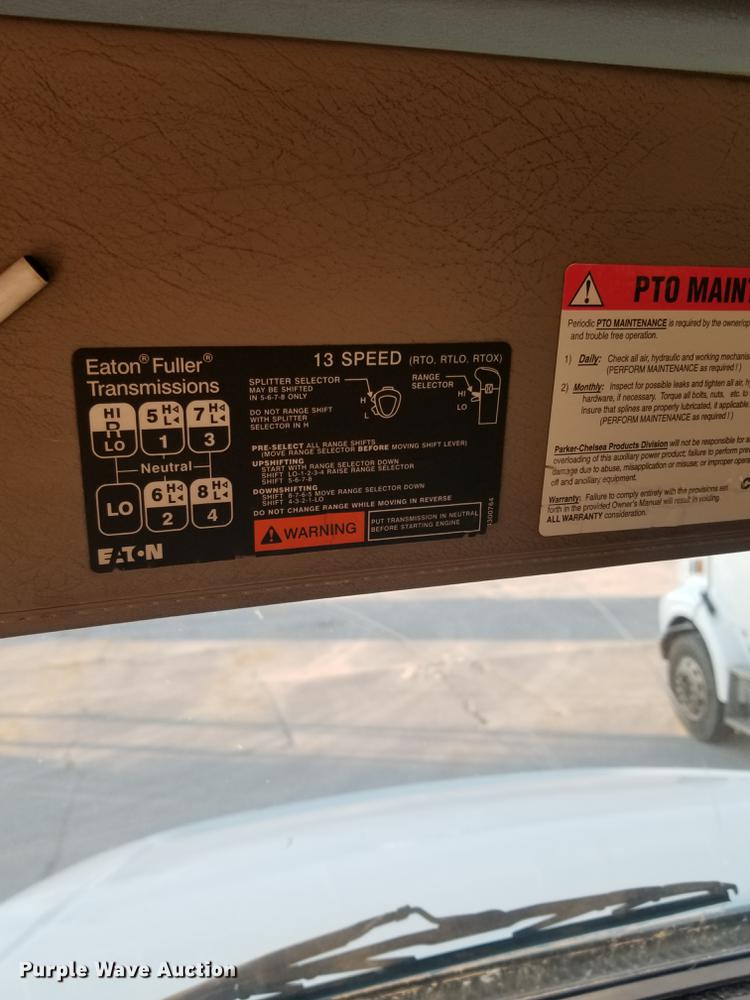 Eaton® Fuller®
Transmissions
13 SPEED (RTO, RTLO, RTOX)
HI
R
LO
5 H
L
1
7 H
L
3
Neutral
LO
6 H
L
2
8 H
L
4
EATON
SPLITTER SELECTOR
MAY BE SHIFTED
IN 5-6-7-8 ONLY
H
L
RANGE
SELECTOR
HI
LO
DO NOT RANGE SHIFT
WITH SPLITTER
SELECTOR IN H
PRE-SELECT ALL RANGE SHIFTS
(MOVE RANGE SELECTOR BEFORE MOVING SHIFT LEVER)
UPSHIFTING
START WITH RANGE SELECTOR DOWN
SHIFT LO-1-2-3-4 RAISE RANGE SELECTOR
SHIFT 5-6-7-8
DOWNSHIFTING
SHIFT 8-7-6-5 MOVE RANGE SELECTOR DOWN
SHIFT 4-3-2-1-LO
DO NOT CHANGE RANGE WHILE MOVING IN REVERSE
WARNING
PUT TRANSMISSION IN NEUTRAL
BEFORE STARTING ENGINE
PTO MAIN
Periodic PTO MAINTENANCE is required by the owner/op
and trouble free operation.
1) Daily: Check all air, hydraulic and working mechanis
(PERFORM MAINTENANCE as required!)
2) Monthly: Inspect for possible leaks and tighten all air, h
hardware, if necessary. Torque all bolts, nuts, etc. to
Insure that splines are properly lubricated, if applicable
(PERFORM MAINTENANCE as required!)
Parker-Chelsea Products Division will not be responsible for a
overloading of this auxiliary power product, failure to perform prev
damage due to abuse, misapplication or misuse; or improper opera
off and ancillary equipment.
Warranty: Failure to comply entirely with the provisions set
forth in the provided Owner's Manual will result in voiding
ALL WARRANTY consideration.
Purple Wave Auction